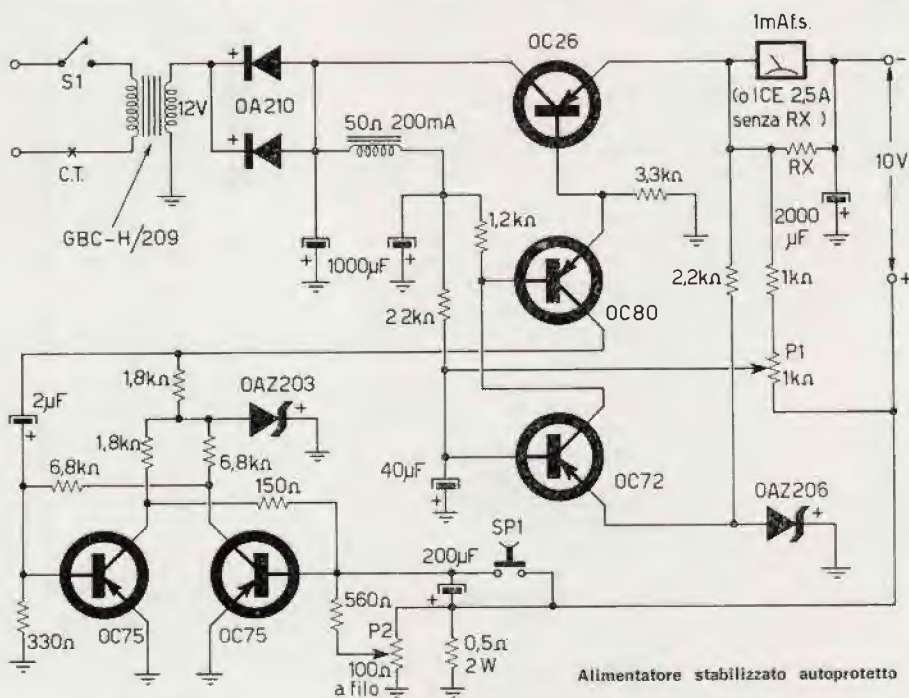 S1
C.T.
GBC-H/209
12V
+
OA210
+
50Ω 200mA
1000µF
+
+
OC26
1mAf.s.
(o ICE 2,5A
senza RX )
-
RX
10V
2000
µF
+
+
3,3kΩ
1,2kΩ
22kΩ
OC80
2,2kΩ
1kΩ
P1
1kΩ
1,8kΩ
OAZ203
+
2µF
+
1,8kΩ
6,8kΩ
6,8kΩ
150Ω
40µF
+
OC72
OAZ206
+
SP1
200µF
+
OC75
OC75
330Ω
560Ω
P2
100Ω
a filo
0,5Ω
2W
Alimentatore stabilizzato autoprotetto